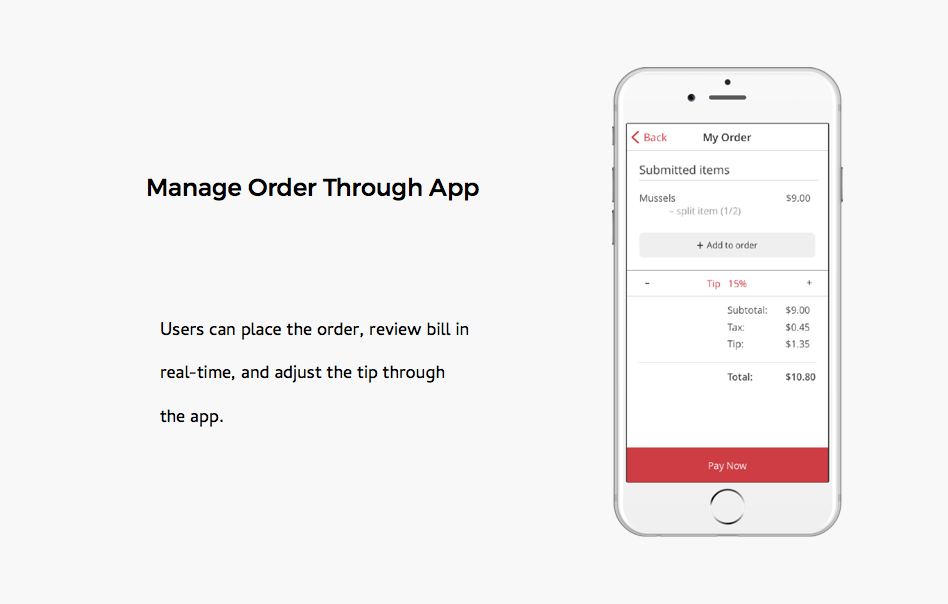 Manage Order Through App
Users can place the order, review bill in
real-time, and adjust the tip through
the app.
Back My Order
Submitted items
Mussels $9.00
– split item (1/2)
+ Add to order
– Tip 15% +
Subtotal: $9.00
Tax: $0.45
Tip: $1.35
Total: $10.80
Pay Now